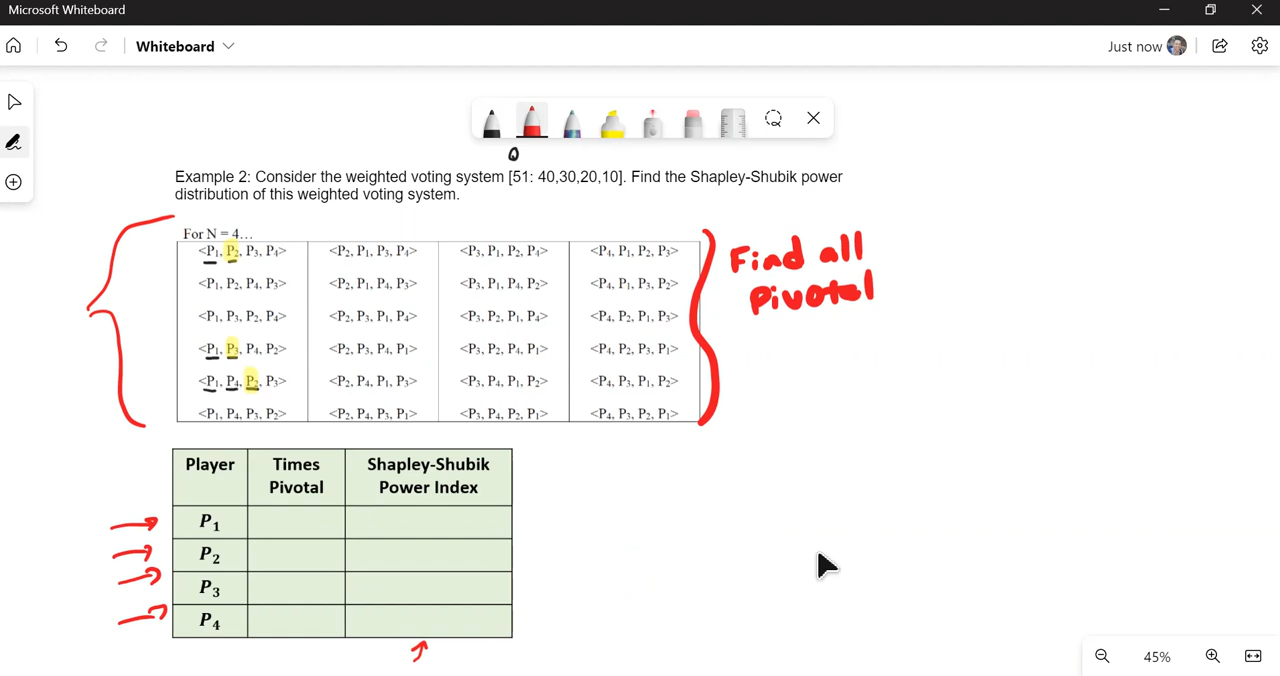 Microsoft Whiteboard
Whiteboard
Just now
Q
Example 2: Consider the weighted voting system [51: 40,30,20,10]. Find the Shapley-Shubik power
distribution of this weighted voting system.
For N = 4...
<P₁, P₂, P₃, P₄> <P₂, P₁, P₃, P₄> <P₃, P₁, P₂, P₄> <P₄, P₁, P₂, P₃>
<P₁, P₂, P₄, P₃> <P₂, P₁, P₄, P₃> <P₃, P₁, P₄, P₂> <P₄, P₁, P₃, P₂>
<P₁, P₃, P₂, P₄> <P₂, P₃, P₁, P₄> <P₃, P₂, P₁, P₄> <P₄, P₂, P₁, P₃>
<P₁, P₃, P₄, P₂> <P₂, P₃, P₄, P₁> <P₃, P₂, P₄, P₁> <P₄, P₂, P₃, P₁>
<P₁, P₄, P₂, P₃> <P₂, P₄, P₁, P₃> <P₃, P₄, P₁, P₂> <P₄, P₃, P₁, P₂>
<P₁, P₄, P₃, P₂> <P₂, P₄, P₃, P₁> <P₃, P₄, P₂, P₁> <P₄, P₃, P₂, P₁>
Find all
Pivotal
Player Times Shapley-Shubik
Pivotal Power Index
P₁
P₂
P₃
P₄
45%